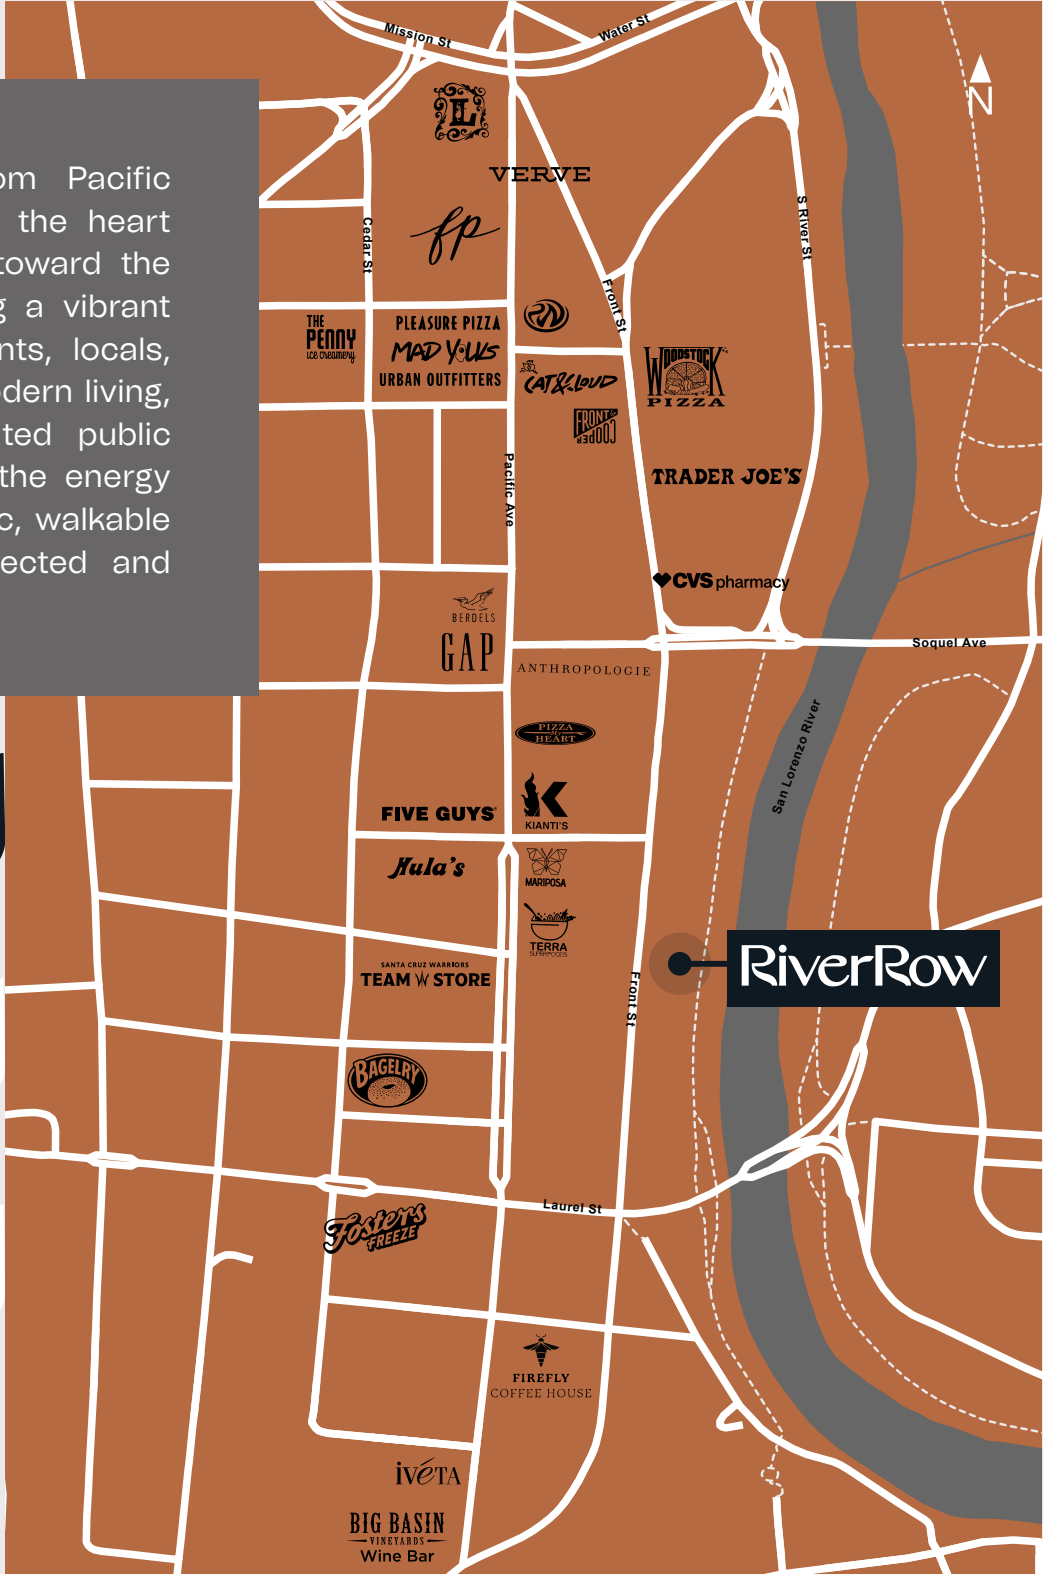 Mission St
Water St
N
L
VERVE
om Pacific
the heart
toward the
g a vibrant
nts, locals,
odern living,
ted public
the energy
c, walkable
ected and
fp
Cedar St
S River St
Front St
THE
PENNY
ice creamery
PLEASURE PIZZA
MAD YOLKS
URBAN OUTFITTERS
CAT & CLOUD
WOODSTOCK'S
PIZZA
FRONT
COOPER
Pacific Ave
TRADER JOE'S
CVS pharmacy
BERDELS
GAP
ANTHROPOLOGIE
Soquel Ave
PIZZA
My
HEART
San Lorenzo River
FIVE GUYS
K
KIANTI'S
Hula's
MARIPOSA
TERRA
SUPERFOODS
SANTA CRUZ WARRIORS
TEAM W STORE
Front St
RiverRow
BAGELRY
Laurel St
Fosters
FREEZE
FIREFLY
COFFEE HOUSE
iVéTA
BIG BASIN
VINEYARDS
Wine Bar